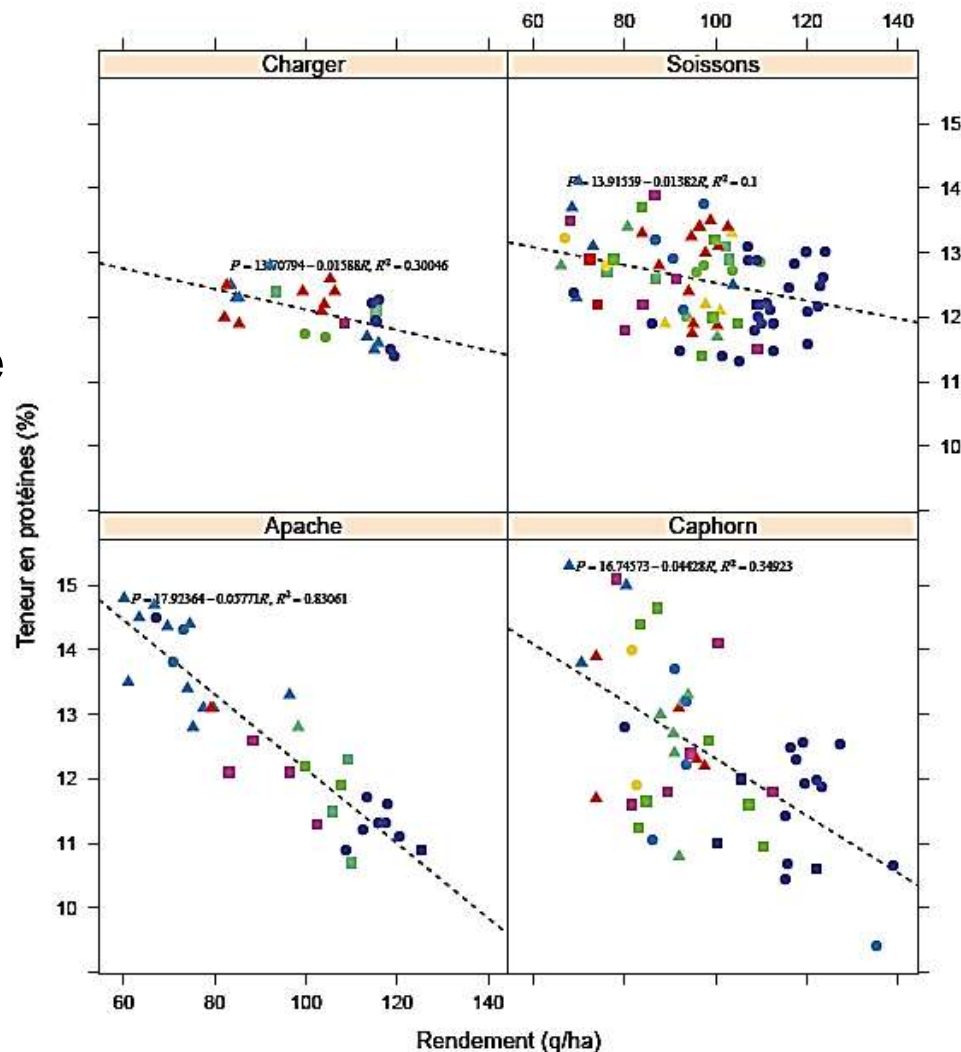 60 80 100 120 140
Charger Soissons
15
14
13
12
11
10
P = 13.70794 - 0.01588R, R² = 0.30046
P = 13.91559 - 0.01382R, R² = 0.1
Teneur en protéines (%)
Apache Caphorn
15
14
13
12
11
10
P = 17.92364 - 0.05771R, R² = 0.83061
P = 16.74573 - 0.04428R, R² = 0.34923
60 80 100 120 140
Rendement (q/ha)
e